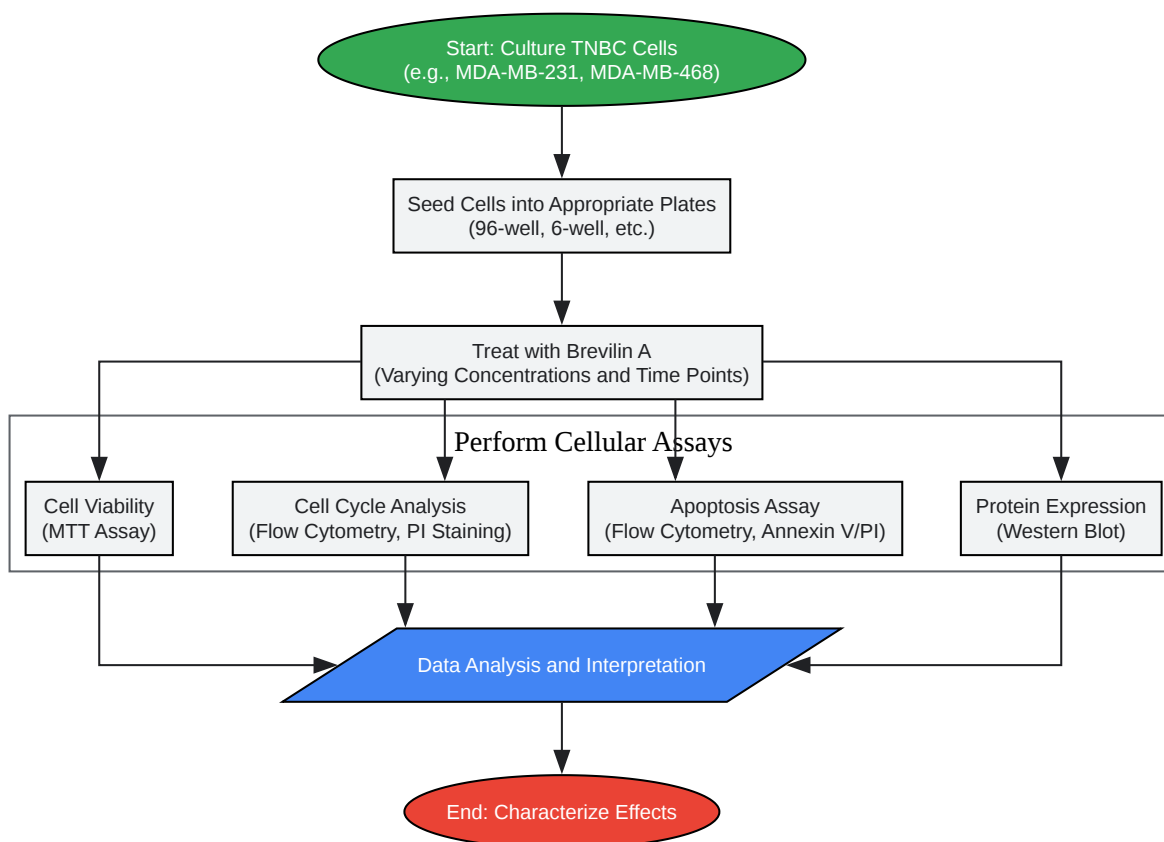 Start: Culture TNBC Cells
(e.g., MDA-MB-231, MDA-MB-468)
Seed Cells into Appropriate Plates
(96-well, 6-well, etc.)
Treat with Brevilin A
(Varying Concentrations and Time Points)
Perform Cellular Assays
Cell Viability
(MTT Assay)
Cell Cycle Analysis
(Flow Cytometry, PI Staining)
Apoptosis Assay
(Flow Cytometry, Annexin V/PI)
Protein Expression
(Western Blot)
Data Analysis and Interpretation
End: Characterize Effects